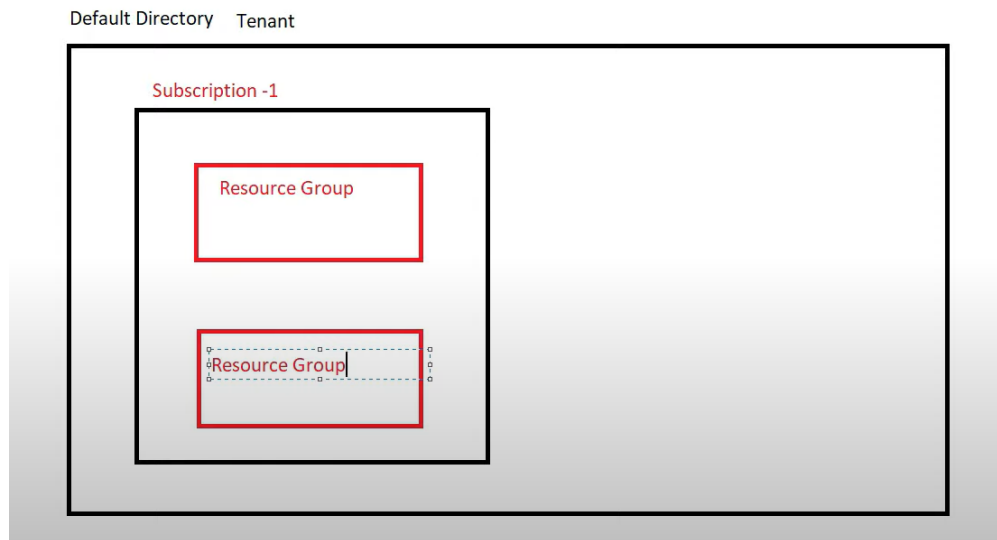 Default Directory Tenant
Subscription -1
Resource Group
Resource Group